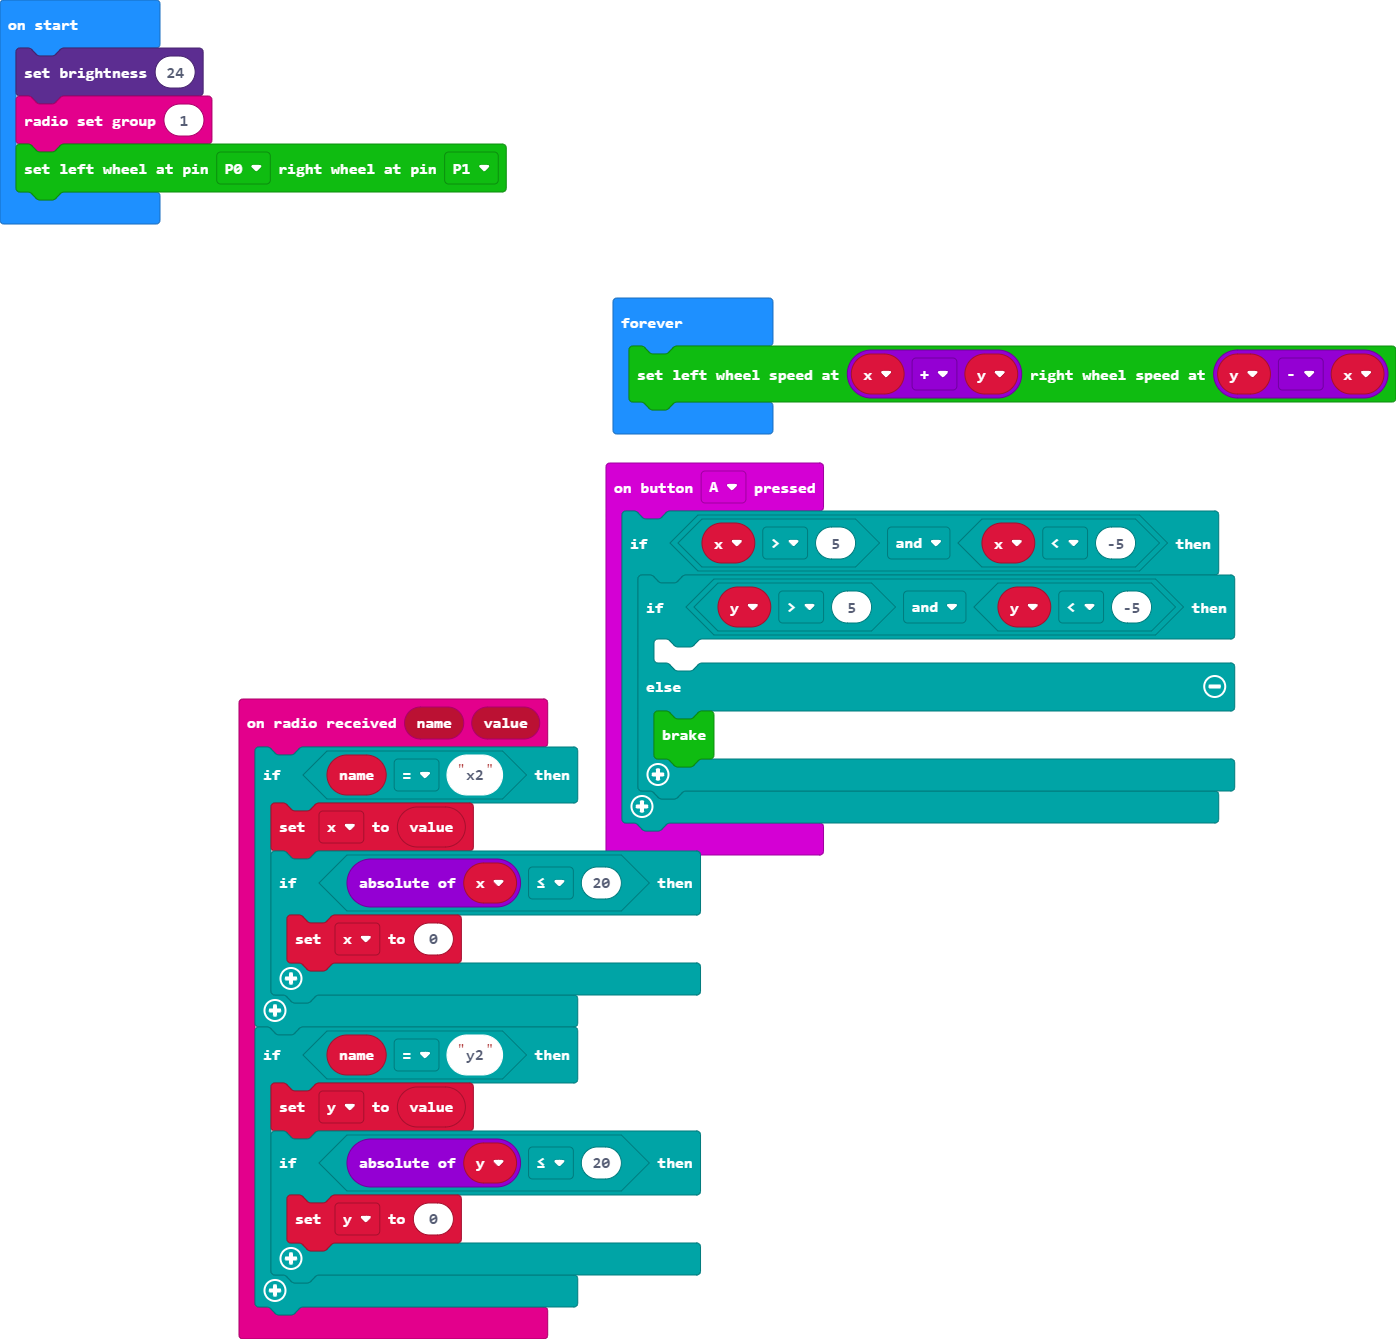 on start
set brightness 24
radio set group 1
set left wheel at pin P0 right wheel at pin P1
forever
set left wheel speed at x + y right wheel speed at y - x
on button A pressed
if x > 5 and x < -5 then
if y > 5 and y < -5 then
else
brake
on radio received name value
if name = "x2" then
set x to value
if absolute of x ≤ 20 then
set x to 0
if name = "y2" then
set y to value
if absolute of y ≤ 20 then
set y to 0